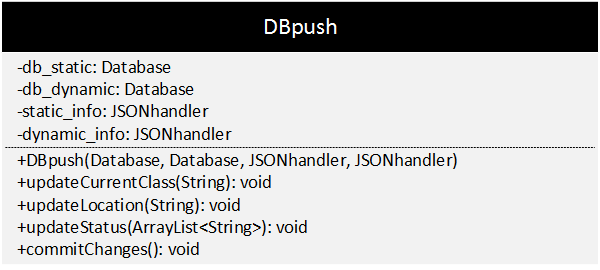 DBpush
-db_static: Database
-db_dynamic: Database
-static_info: JSONhandler
-dynamic_info: JSONhandler
+DBpush(Database, Database, JSONhandler, JSONhandler)
+updateCurrentClass(String): void
+updateLocation(String): void
+updateStatus(ArrayList<String>): void
+commitChanges(): void